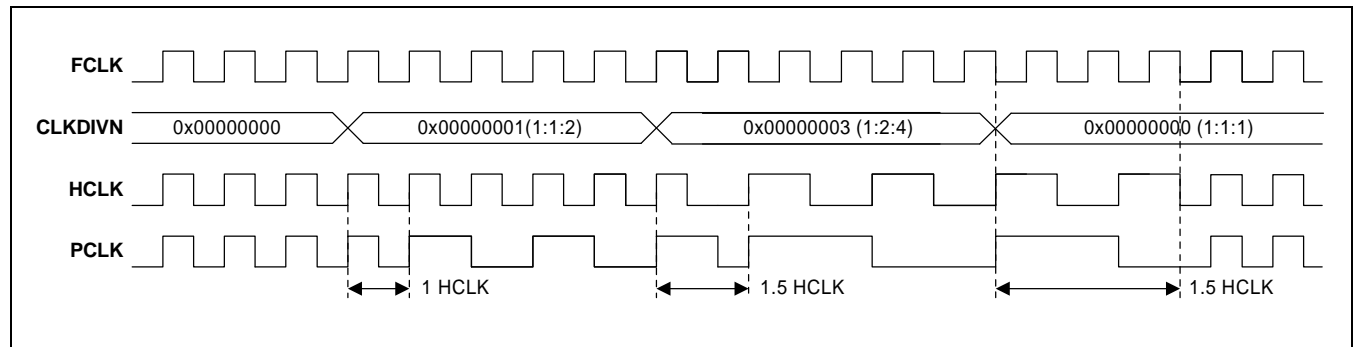 FCLK
CLKDIVN 0x00000000 0x00000001(1:1:2) 0x00000003 (1:2:4) 0x00000000 (1:1:1)
HCLK
PCLK
1 HCLK 1.5 HCLK 1.5 HCLK